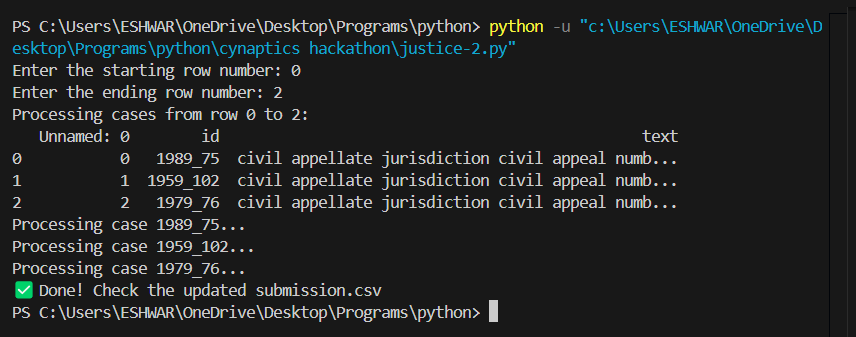 PS C:\Users\ESHWAR\OneDrive\Desktop\Programs\python> python -u "c:\Users\ESHWAR\OneDrive\D
esktop\Programs\python\cynaptics hackathon\justice-2.py"
Enter the starting row number: 0
Enter the ending row number: 2
Processing cases from row 0 to 2:
   Unnamed: 0        id                                               text
0           0   1989_75  civil appellate jurisdiction civil appeal numb...
1           1  1959_102  civil appellate jurisdiction civil appeal numb...
2           2   1979_76  civil appellate jurisdiction civil appeal numb...
Processing case 1989_75...
Processing case 1959_102...
Processing case 1979_76...
✅ Done! Check the updated submission.csv
PS C:\Users\ESHWAR\OneDrive\Desktop\Programs\python>